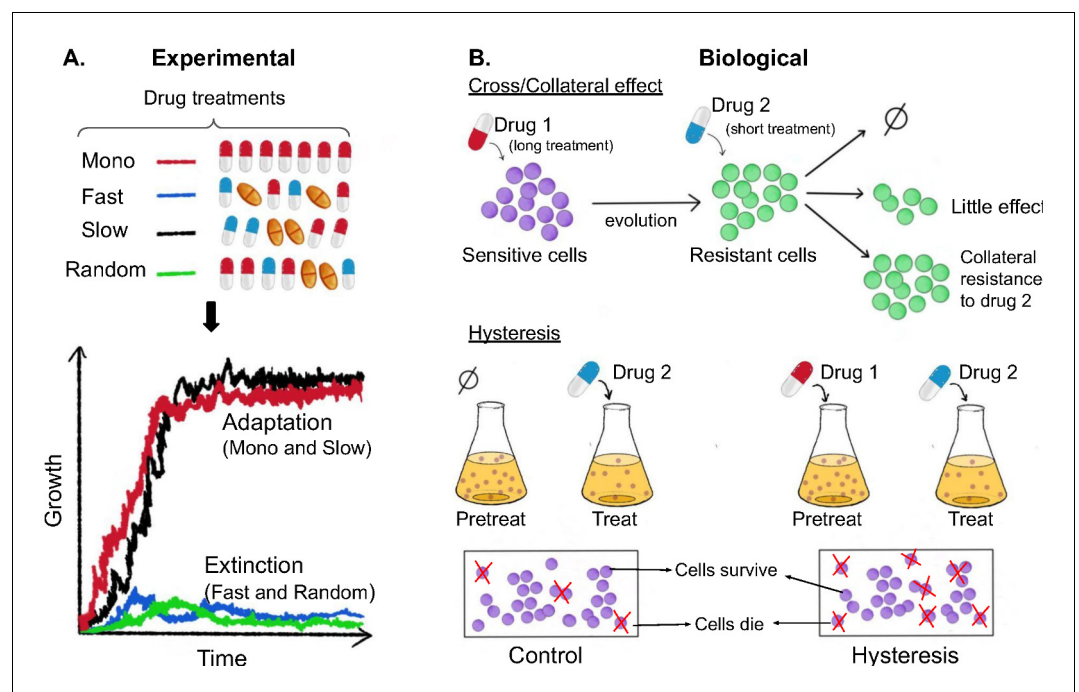 A. Experimental
Drug treatments
Mono
Fast
Slow
Random
Growth
Adaptation
(Mono and Slow)
Extinction
(Fast and Random)
Time
B. Biological
Cross/Collateral effect
Drug 1
(long treatment)
Sensitive cells
evolution
Drug 2
(short treatment)
Resistant cells
Ø
Little effect
Collateral
resistance
to drug 2
Hysteresis
Ø
Drug 2
Drug 1
Drug 2
Pretreat
Treat
Pretreat
Treat
Cells survive
Cells die
Control
Hysteresis